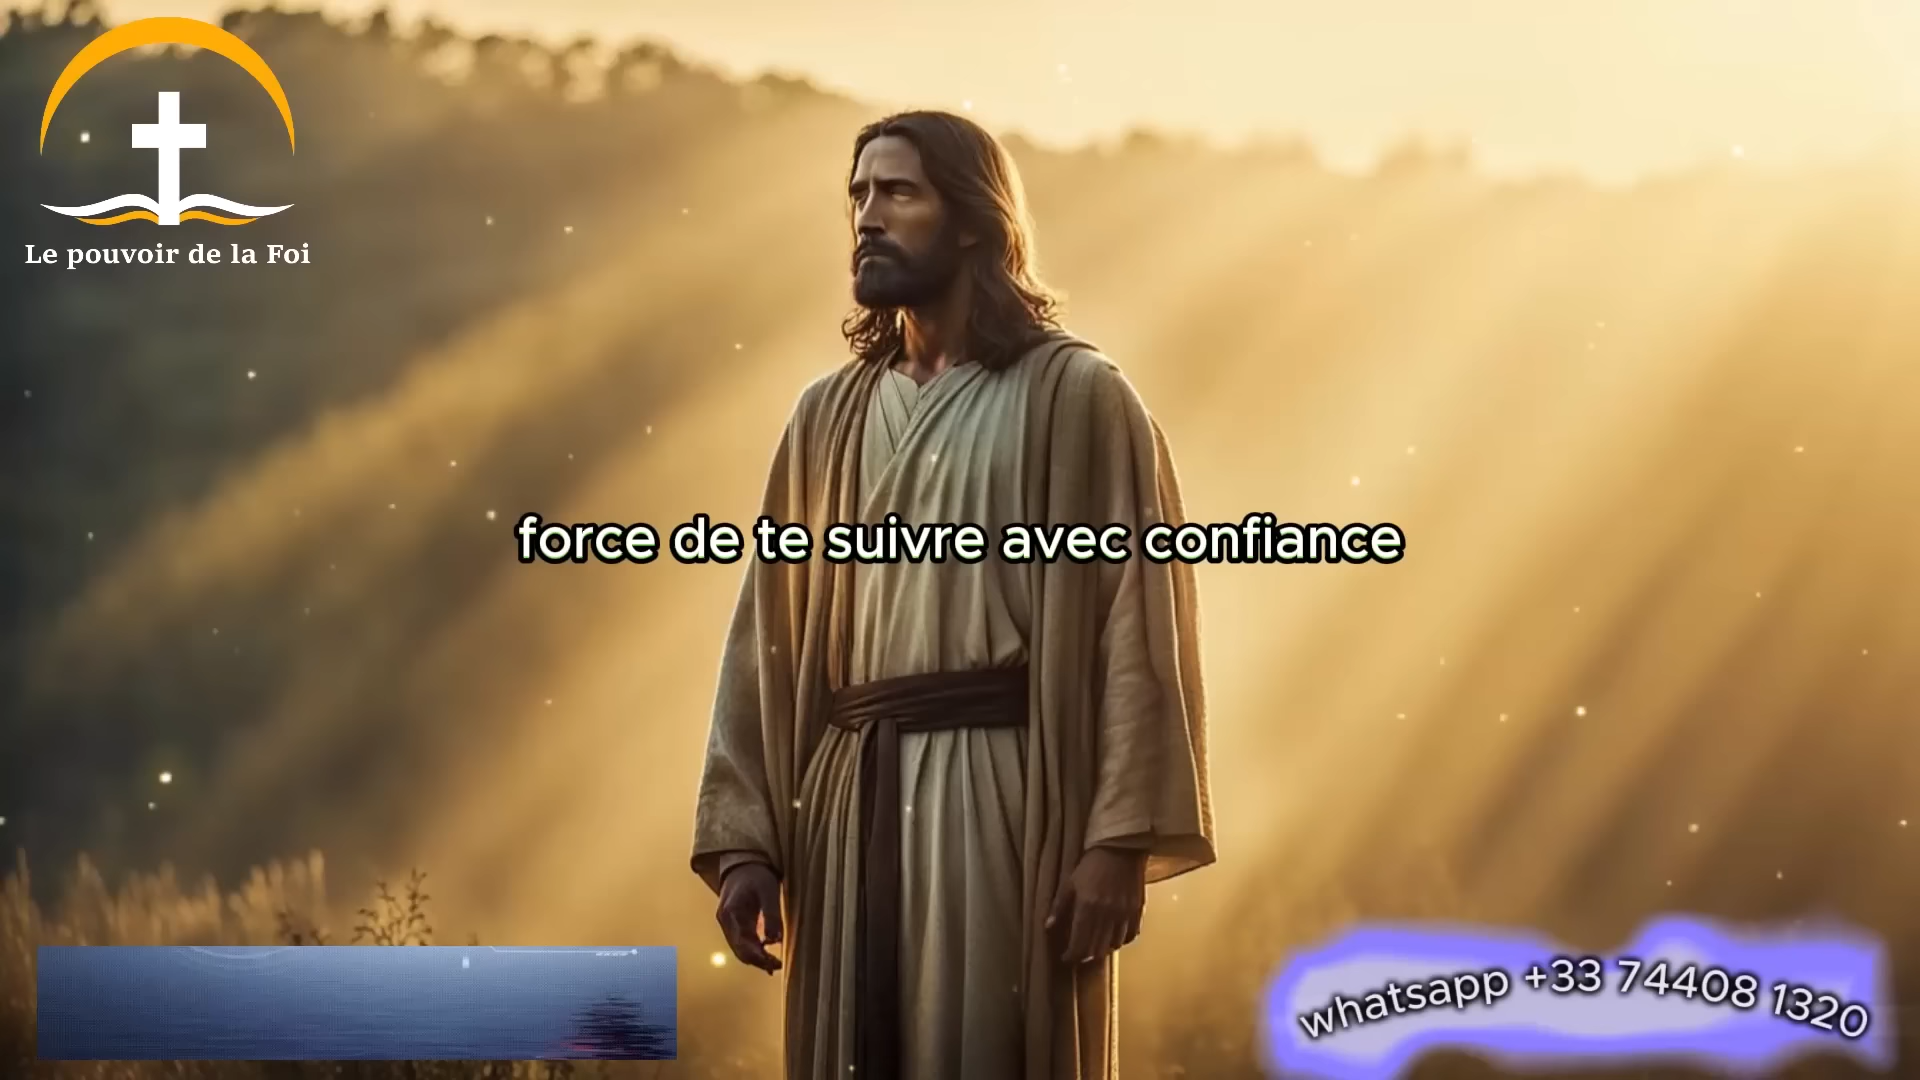 Le pouvoir de la Foi
force de te suivre avec confiance
whatsapp +33 74408 1320